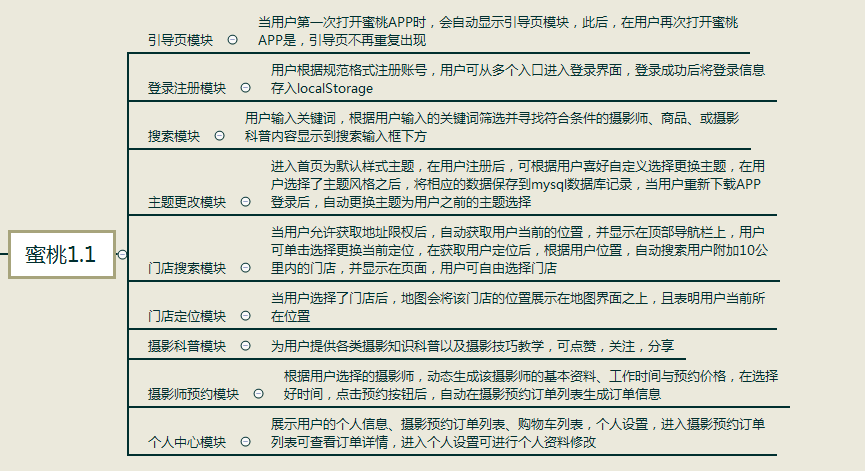 当用户第一次打开蜜桃APP时，会自动显示引导页模块，此后，在用户再次打开蜜桃
引导页模块 APP是，引导页不再重复出现
用户根据规范格式注册账号，用户可从多个入口进入登录界面，登录成功后将登录信息
登录注册模块 存入localStorage
用户输入关键词，根据用户输入的关键词筛选并寻找符合条件的摄影师、商品、或摄影
搜索模块 科普内容显示到搜索输入框下方
进入首页为默认样式主题，在用户注册后，可根据用户喜好自定义选择更换主题，在用
户选择了主题风格之后，将相应的数据保存到mysql数据库记录，当用户重新下载APP
主题更改模块 登录后，自动更换主题为用户之前的主题选择
当用户允许获取地址限权后，自动获取用户当前的位置，并显示在顶部导航栏上，用户
蜜桃1.1 可单击选择更换当前定位，在获取用户定位后，根据用户位置，自动搜索用户附加10公
门店搜索模块 里内的门店，并显示在页面，用户可自由选择门店
当用户选择了门店后，地图会将该门店的位置展示在地图界面之上，且表明用户当前所
门店定位模块 在位置
摄影科普模块 为用户提供各类摄影知识科普以及摄影技巧教学，可点赞，关注，分享
根据用户选择的摄影师，动态生成该摄影师的基本资料、工作时间与预约价格，在选择
摄影师预约模块 好时间，点击预约按钮后，自动在摄影预约订单列表生成订单信息
展示用户的个人信息、摄影预约订单列表、购物车列表，个人设置，进入摄影预约订单
个人中心模块 列表可查看订单详情，进入个人设置可进行个人资料修改